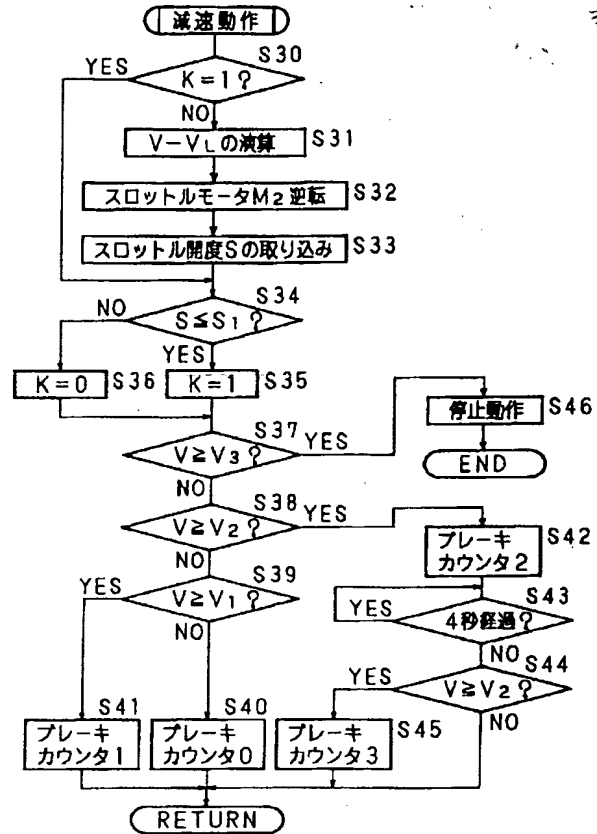 減速動作
S30
YES
K=1?
NO
V-VLの演算
S31
スロットルモータM2逆転
S32
スロットル開度Sの取り込み
S33
S34
NO
S≦S1?
YES
K=0
S36
K=1
S35
S37
V≧V3?
YES
NO
停止動作
S46
END
S38
V≧V2?
YES
NO
ブレーキ
カウンタ2
S42
S39
YES
V≧V1?
NO
S43
4秒経過?
YES
NO
S44
YES
V≧V2?
NO
S41
ブレーキ
カウンタ1
S40
ブレーキ
カウンタ0
S45
ブレーキ
カウンタ3
RETURN